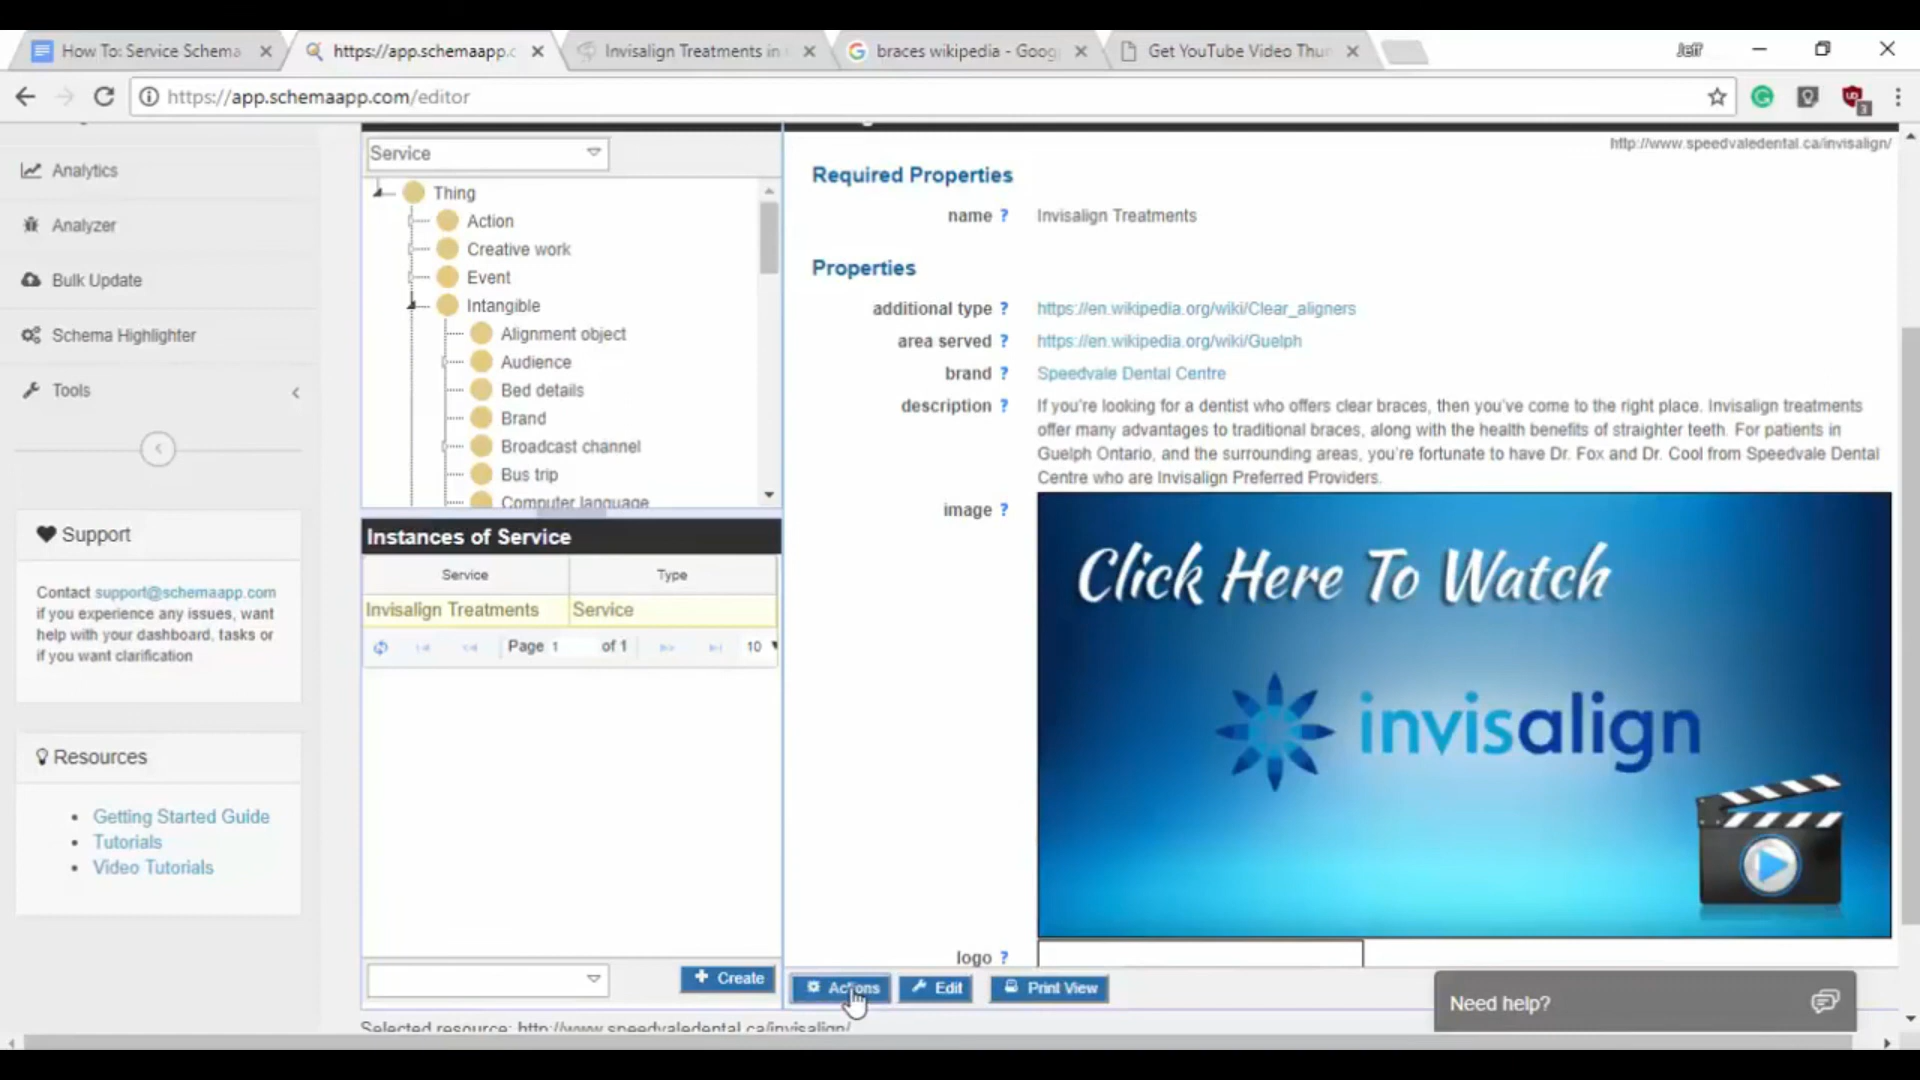 How To: Service Schema
https://app.schemaapp.c
Invisalign Treatments in
braces wikipedia - Goog
Get YouTube Video Thu
Jeff
https://app.schemaapp.com/editor
3
Analytics
Analyzer
Bulk Update
Schema Highlighter
Tools
Support
Contact support@schemaapp.com
if you experience any issues, want
help with your dashboard, tasks or
if you want clarification
Resources
Getting Started Guide
Tutorials
Video Tutorials
Service
Thing
Action
Creative work
Event
Intangible
Alignment object
Audience
Bed details
Brand
Broadcast channel
Bus trip
Computer language
Instances of Service
Service Type
Invisalign Treatments Service
Page 1 of 1 10
Create
http://www.speedvaledental.ca/invisalign/
Required Properties
name ? Invisalign Treatments
Properties
additional type ? https://en.wikipedia.org/wiki/Clear_aligners
area served ? https://en.wikipedia.org/wiki/Guelph
brand ? Speedvale Dental Centre
description ? If you're looking for a dentist who offers clear braces, then you've come to the right place. Invisalign treatments
offer many advantages to traditional braces, along with the health benefits of straighter teeth. For patients in
Guelph Ontario, and the surrounding areas, you're fortunate to have Dr. Fox and Dr. Cool from Speedvale Dental
Centre who are Invisalign Preferred Providers.
image ?
Click Here To Watch
invisalign
logo ?
Actions Edit Print View
Need help?
Selected resource: http://www.speedvaledental.ca/invisalign/